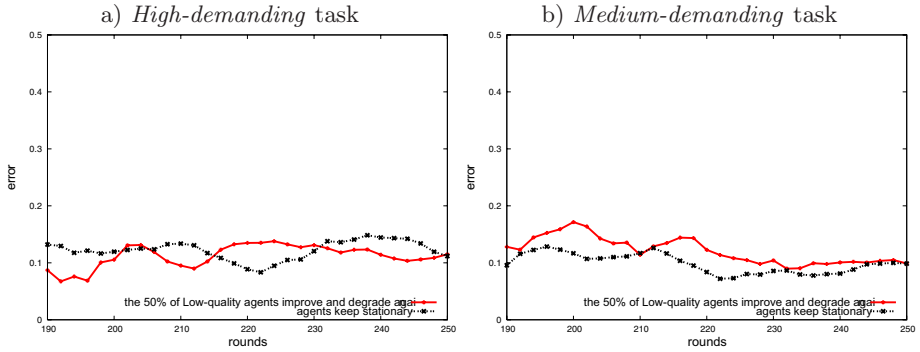 a) High-demanding task
b) Medium-demanding task
0.5
0.4
0.3
0.2
0.1
0
error
190 200 210 220 230 240 250
rounds
the 50% of Low-quality agents improve and degrade agai
agents keep stationary
0.5
0.4
0.3
0.2
0.1
0
error
190 200 210 220 230 240 250
rounds
the 50% of Low-quality agents improve and degrade agai
agents keep stationary